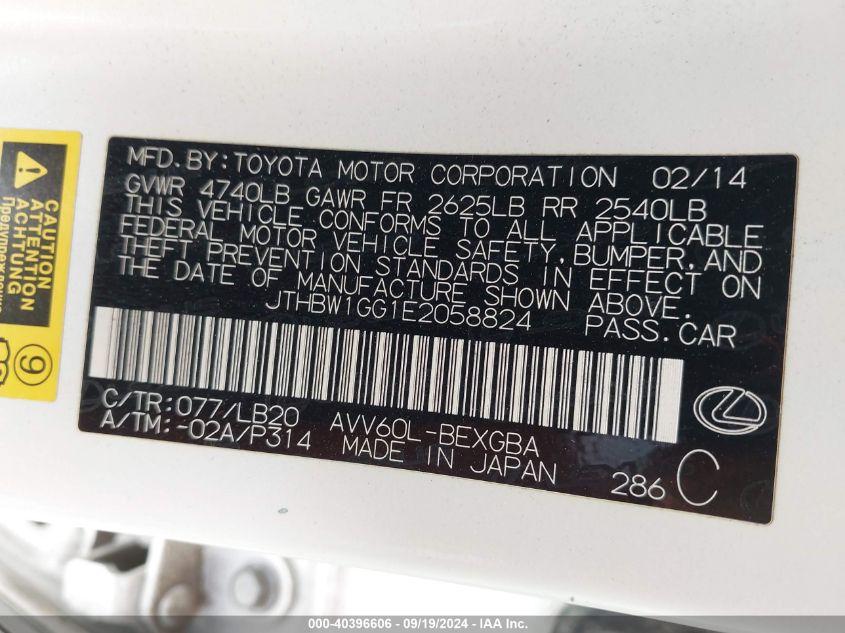 MFD. BY: TOYOTA MOTOR CORPORATION 02/14
GVWR 4740LB GAWR FR 2625LB RR 2540LB
THIS VEHICLE CONFORMS TO ALL APPLICABLE
FEDERAL MOTOR VEHICLE SAFETY, BUMPER, AND
THEFT PREVENTION STANDARDS IN EFFECT ON
THE DATE OF MANUFACTURE SHOWN ABOVE.
JTHBW1GG1E2058824 PASS. CAR
C/TR: 077/LB20 AVV60L-BEXGBA
A/TM: -02A/P314 MADE IN JAPAN
286 C
CAUTION
ATTENTION
ACHTUNG
9
000-40396606 - 09/19/2024 - IAA Inc.